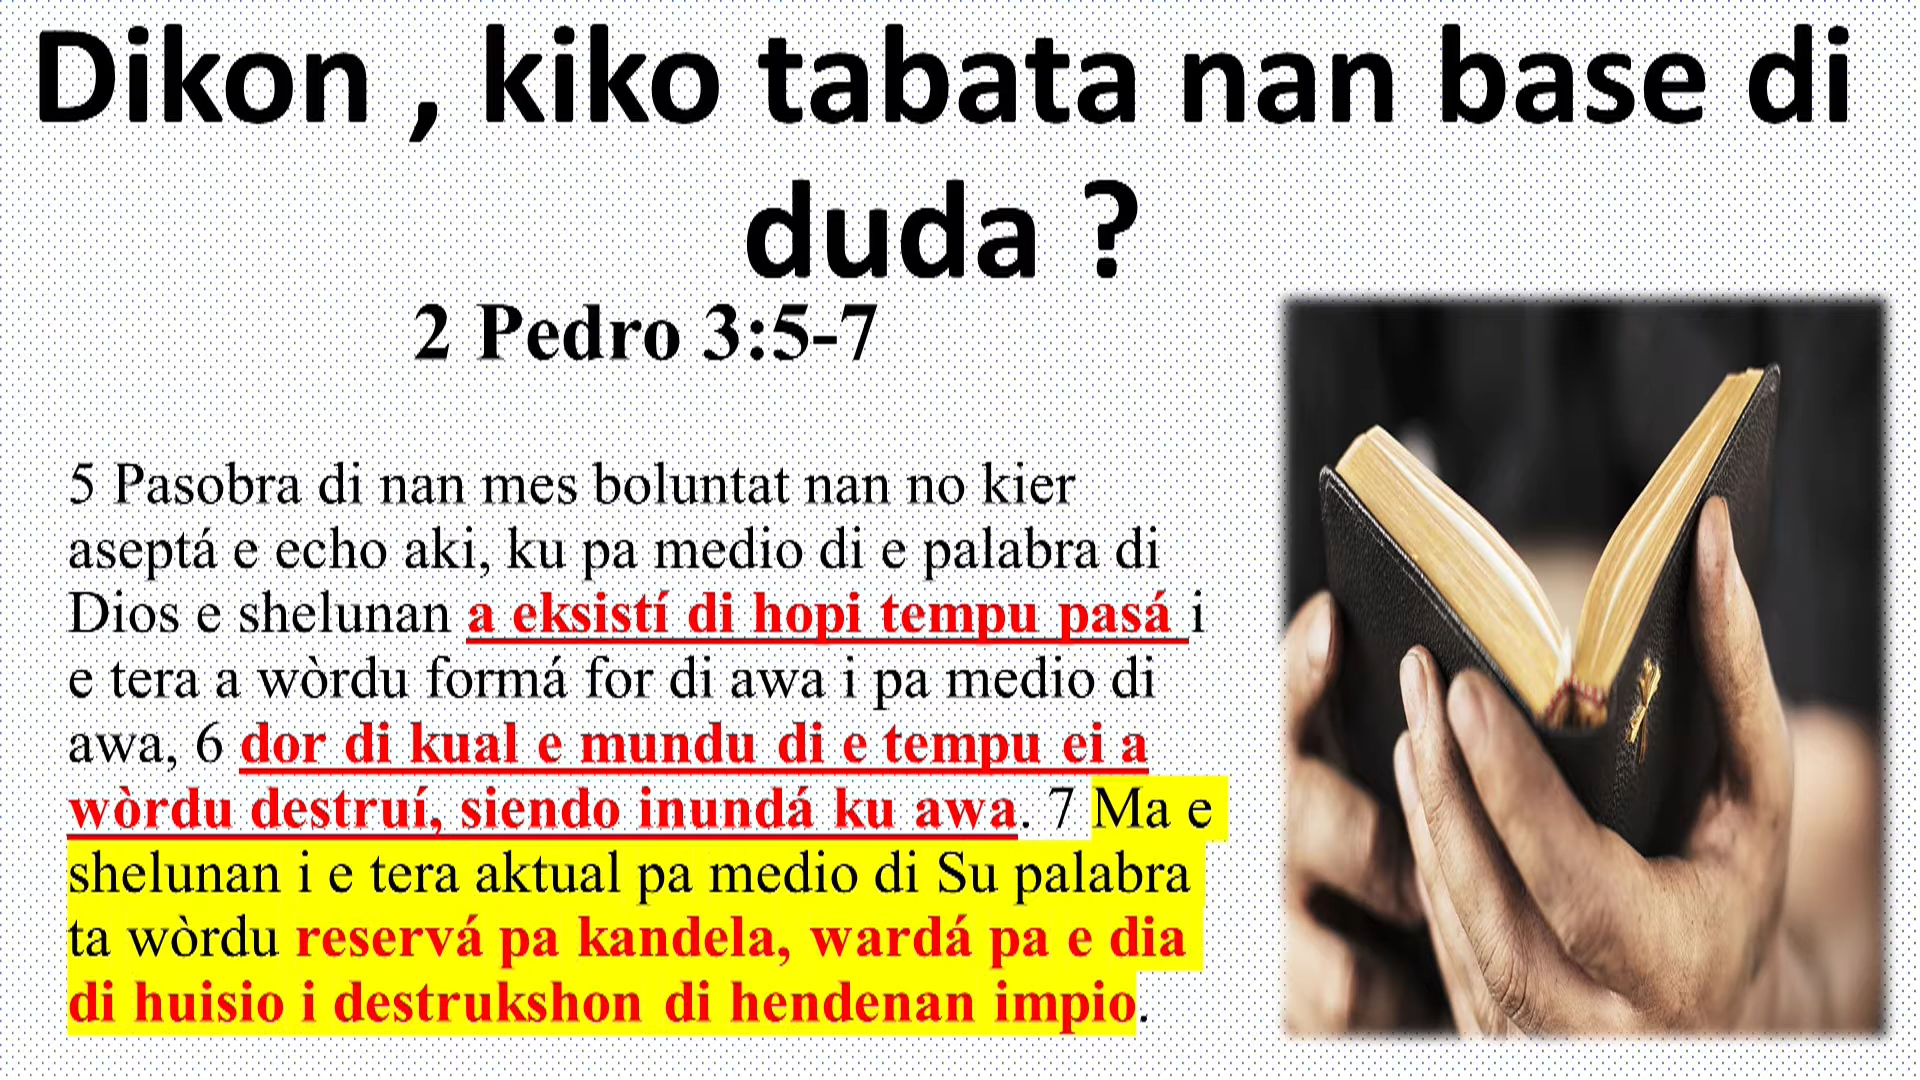 Dikon , kiko tabata nan base di
duda ?
2 Pedro 3:5-7
5 Pasobra di nan mes boluntat nan no kier
aseptá e echo aki, ku pa medio di e palabra di
Dios e shelunan a eksistí di hopi tempu pasá i
e tera a wòrdu formá for di awa i pa medio di
awa, 6 dor di kual e mundu di e tempu ei a
wòrdu destruí, siendo inundá ku awa. 7 Ma e
shelunan i e tera aktual pa medio di Su palabra
ta wòrdu reservá pa kandela, wardá pa e dia
di huisio i destrukshon di hendenan impio.